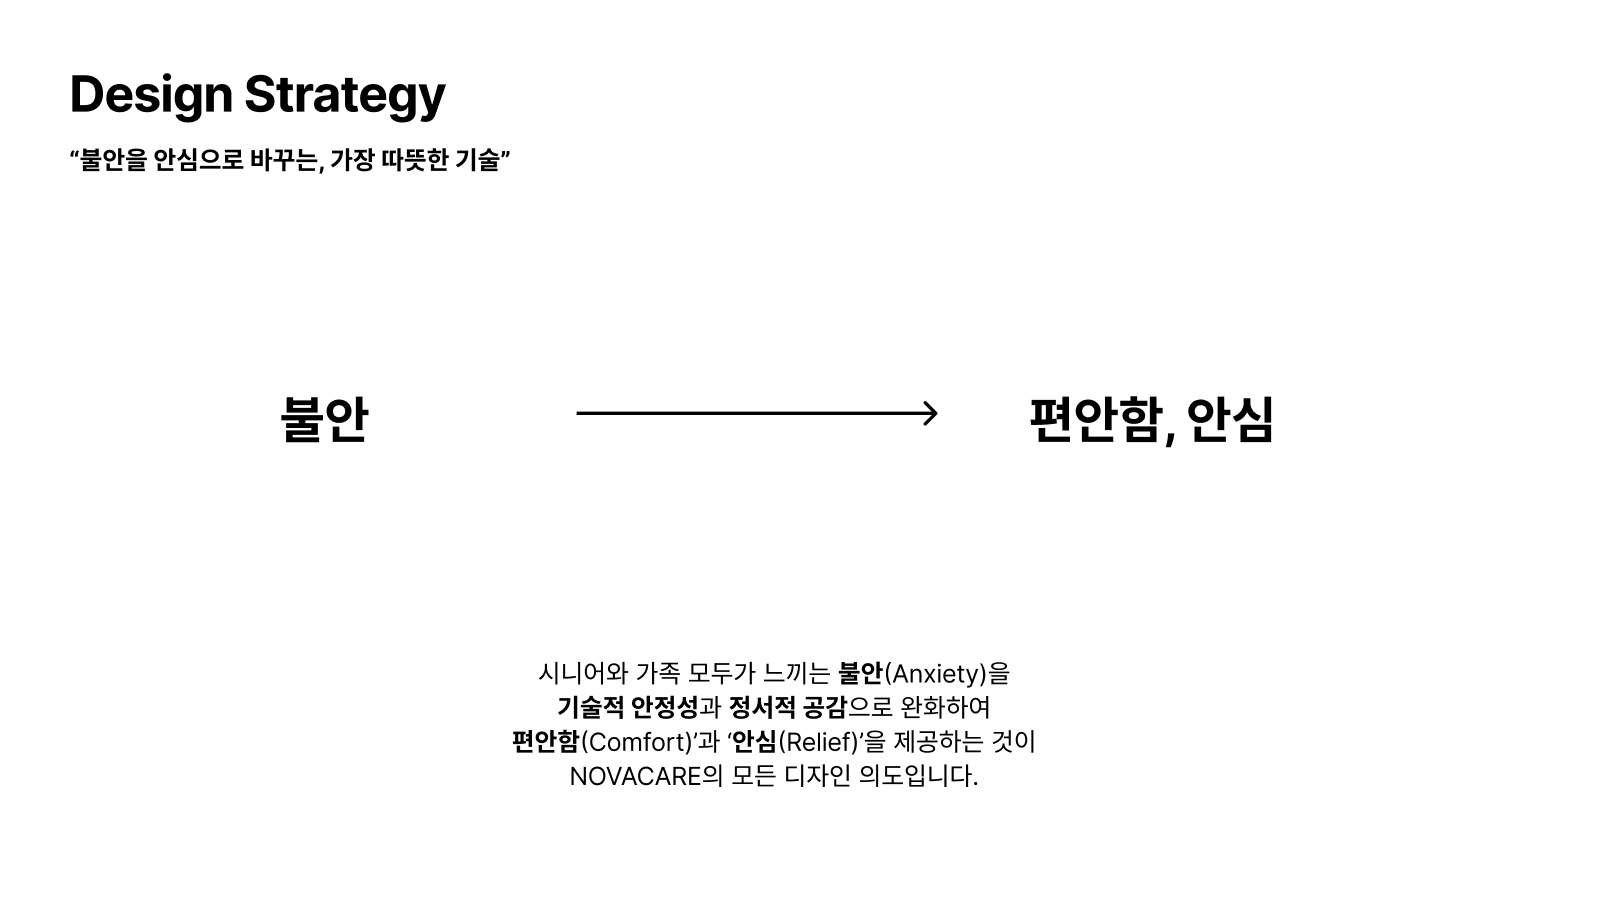 Design Strategy
“불안을 안심으로 바꾸는, 가장 따뜻한 기술”
불안
편안함, 안심
시니어와 가족 모두가 느끼는 불안(Anxiety)을
기술적 안정성과 정서적 공감으로 완화하여
편안함(Comfort)’과 ‘안심(Relief)’을 제공하는 것이
NOVACARE의 모든 디자인 의도입니다.